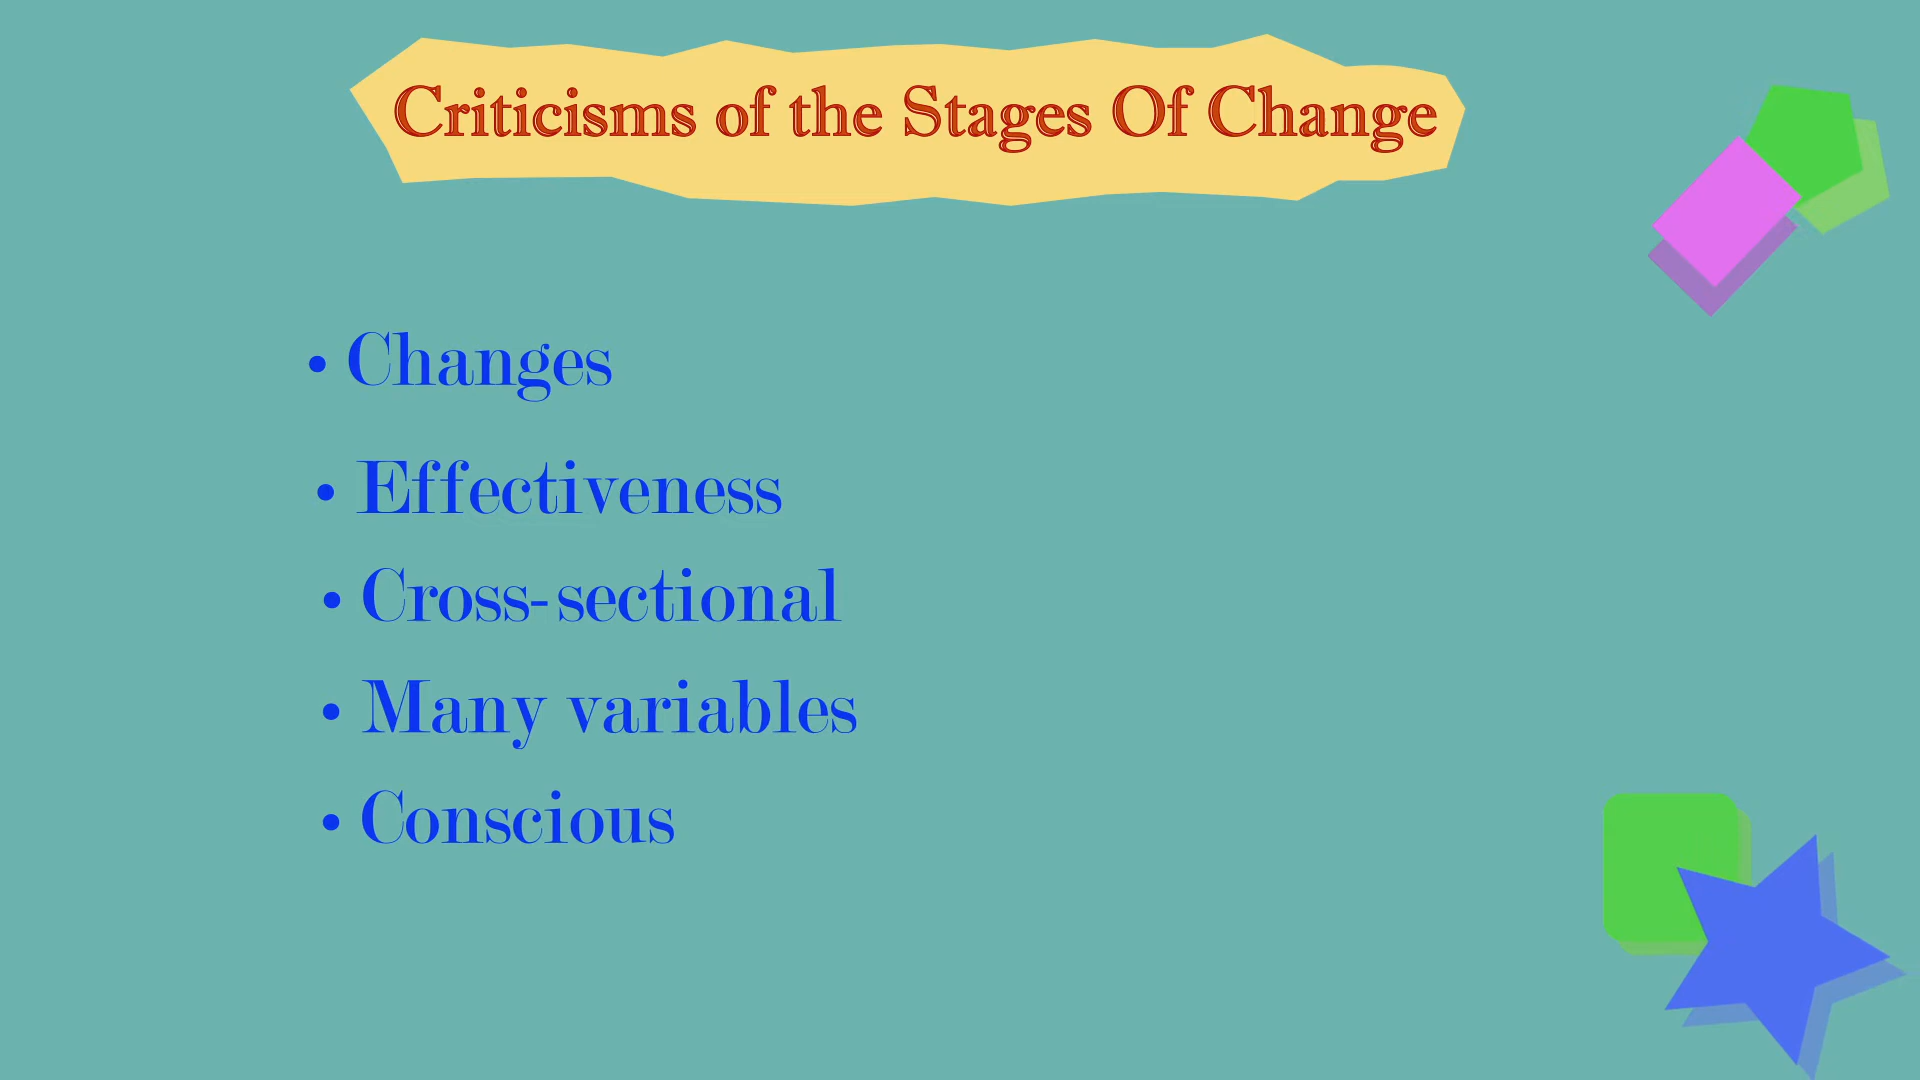 Criticisms of the Stages Of Change
• Changes
• Effectiveness
• Cross-sectional
• Many variables
• Conscious